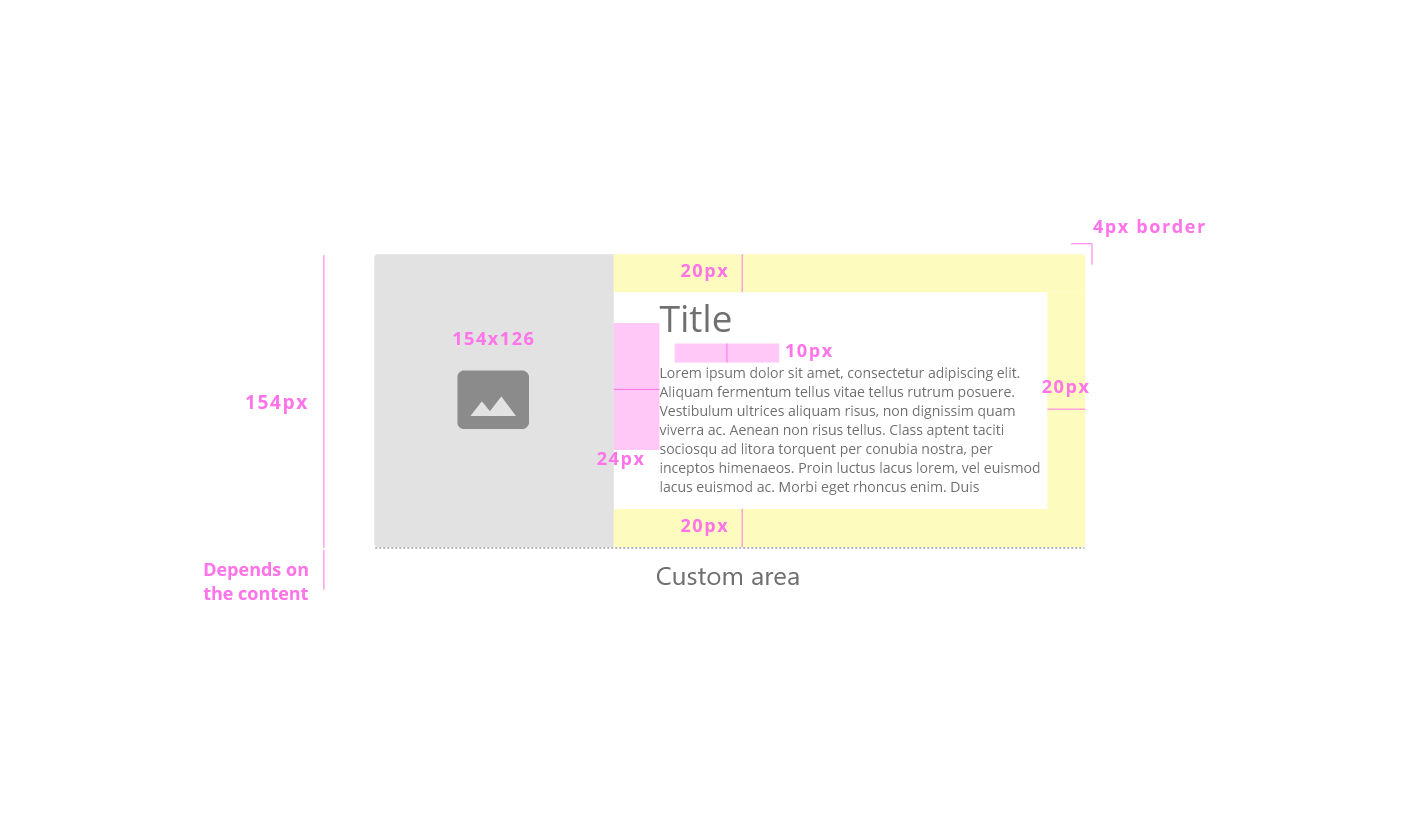 4px border
20px
Title
154x126
10px
Lorem ipsum dolor sit amet, consectetur adipiscing elit.
Aliquam fermentum tellus vitae tellus rutrum posuere.
Vestibulum ultrices aliquam risus, non dignissim quam
viverra ac. Aenean non risus tellus. Class aptent taciti
sociosqu ad litora torquent per conubia nostra, per
inceptos himenaeos. Proin luctus lacus lorem, vel euismod
lacus euismod ac. Morbi eget rhoncus enim. Duis
20px
154px
24px
20px
Depends on
the content
Custom area